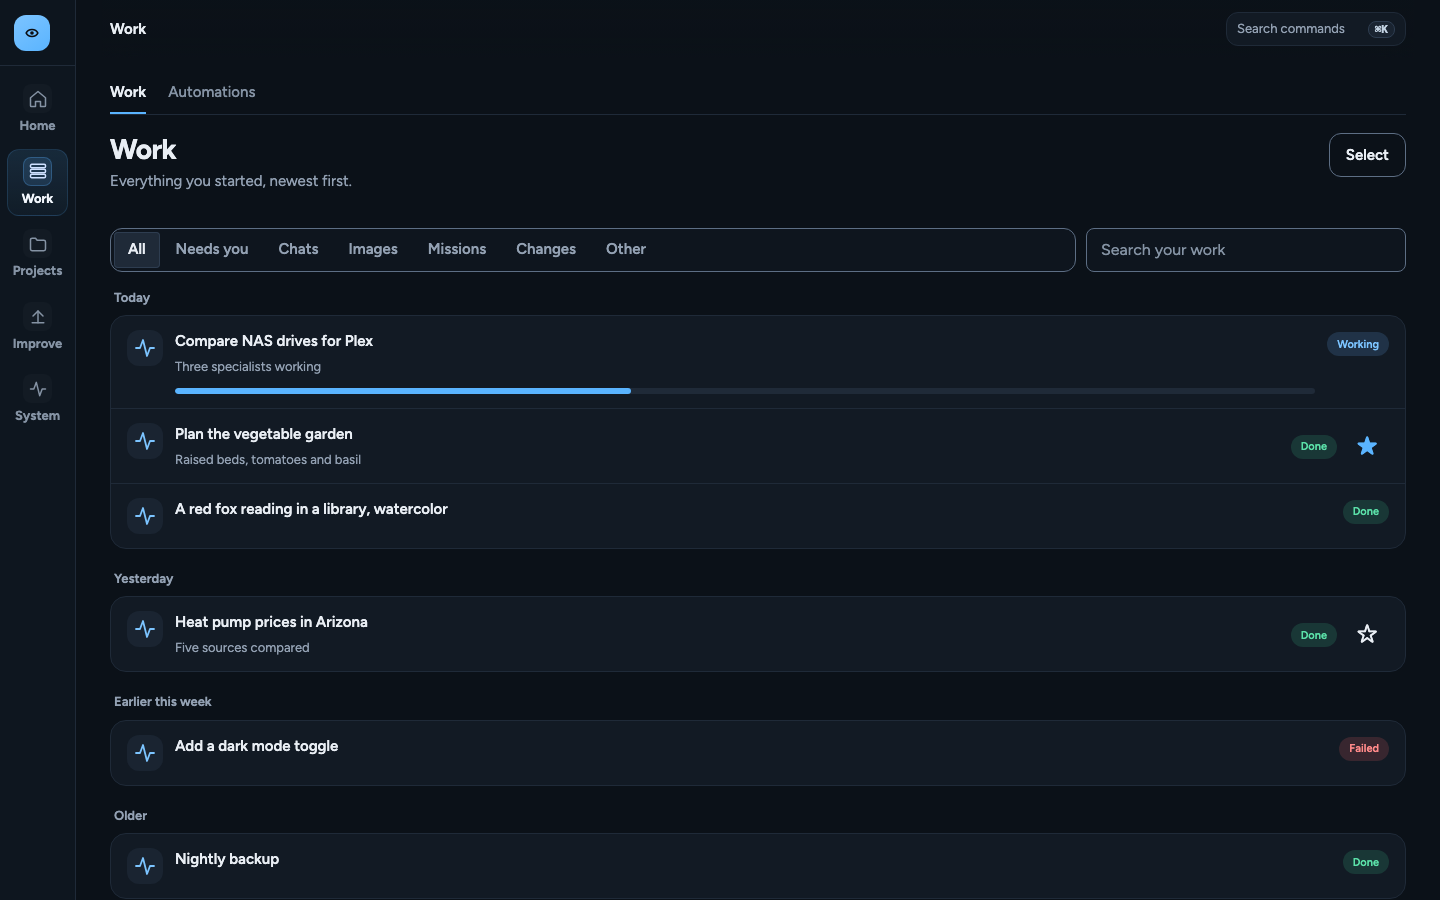 Work
Search commands ⌘K
Home
Work
Projects
Improve
System
Work Automations
Work
Everything you started, newest first.
Select
All Needs you Chats Images Missions Changes Other
Search your work
Today
Compare NAS drives for Plex
Working
Three specialists working
Plan the vegetable garden
Done
Raised beds, tomatoes and basil
A red fox reading in a library, watercolor
Done
Yesterday
Heat pump prices in Arizona
Done
Five sources compared
Earlier this week
Add a dark mode toggle
Failed
Older
Nightly backup
Done